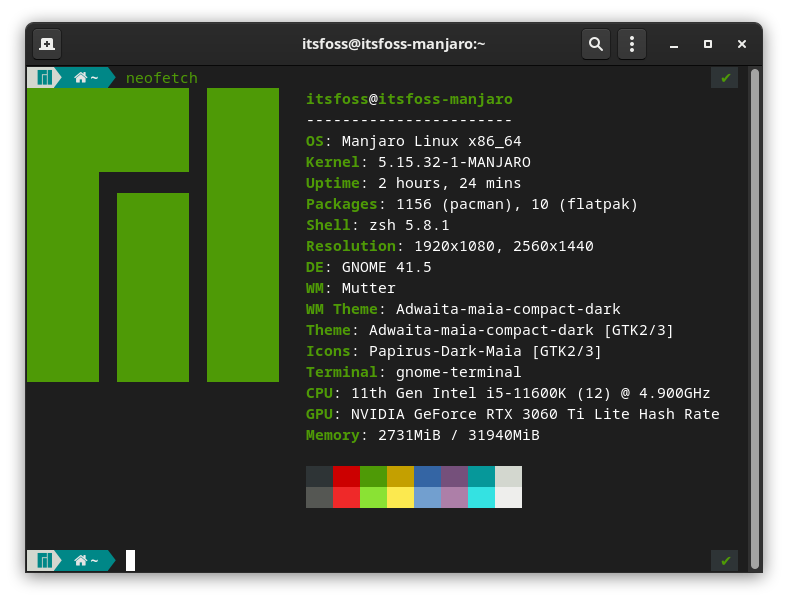 itsfoss@itsfoss-manjaro:~
~ neofetch ✔
itsfoss@itsfoss-manjaro
-----------------------
OS: Manjaro Linux x86_64
Kernel: 5.15.32-1-MANJARO
Uptime: 2 hours, 24 mins
Packages: 1156 (pacman), 10 (flatpak)
Shell: zsh 5.8.1
Resolution: 1920x1080, 2560x1440
DE: GNOME 41.5
WM: Mutter
WM Theme: Adwaita-maia-compact-dark
Theme: Adwaita-maia-compact-dark [GTK2/3]
Icons: Papirus-Dark-Maia [GTK2/3]
Terminal: gnome-terminal
CPU: 11th Gen Intel i5-11600K (12) @ 4.900GHz
GPU: NVIDIA GeForce RTX 3060 Ti Lite Hash Rate
Memory: 2731MiB / 31940MiB
~ ✔